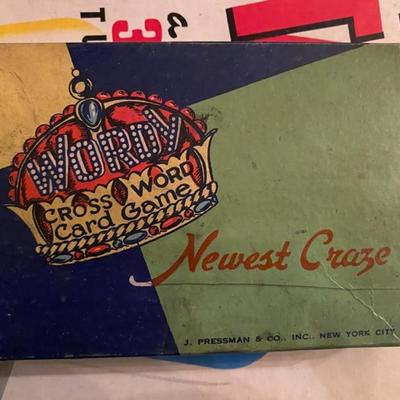 WORDY
CROSS WORD
Card Game
Newest Craze
J. PRESSMAN & CO., INC., NEW YORK CITY